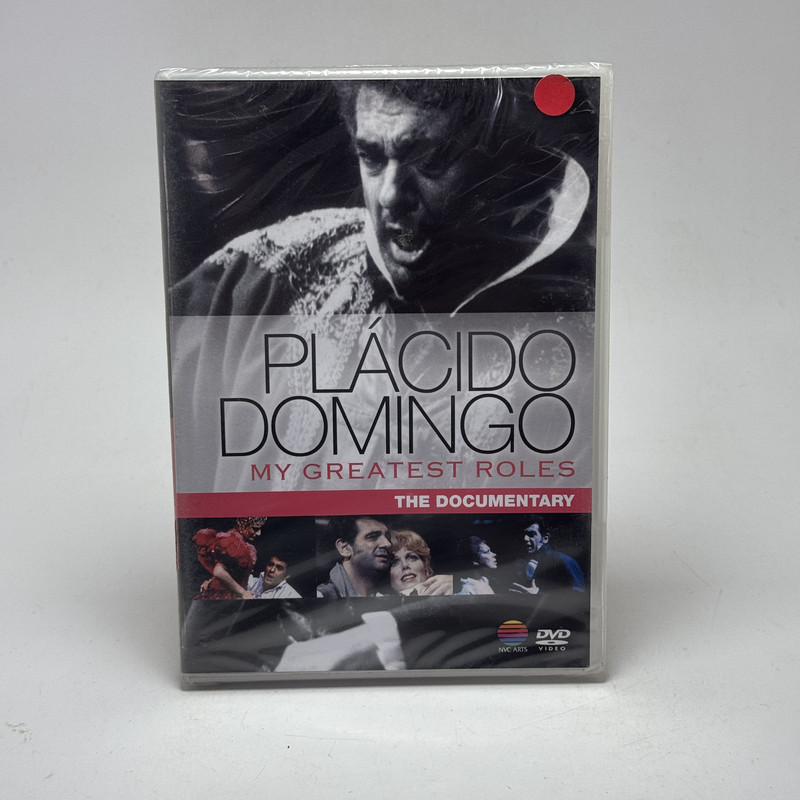 PLÁCIDO
DOMINGO
MY GREATEST ROLES
THE DOCUMENTARY
NVC ARTS
DVD
VIDEO